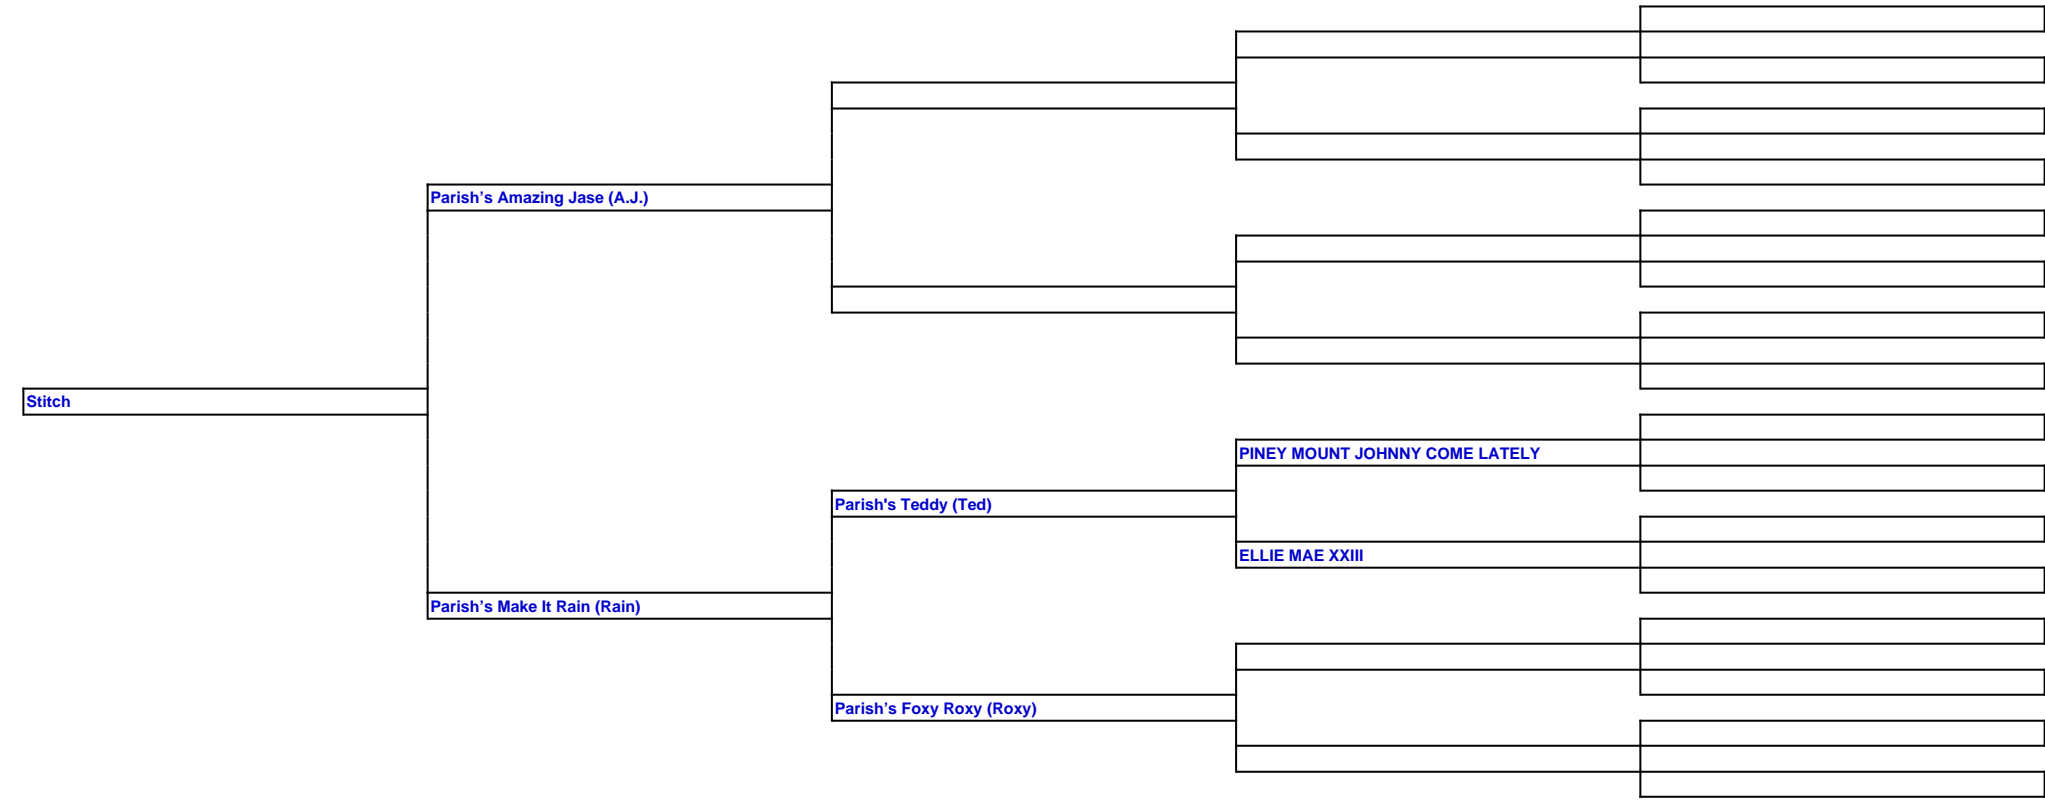 Parish’s Amazing Jase (A.J.)
Stitch
PINEY MOUNT JOHNNY COME LATELY
Parish's Teddy (Ted)
ELLIE MAE XXIII
Parish’s Make It Rain (Rain)
Parish’s Foxy Roxy (Roxy)